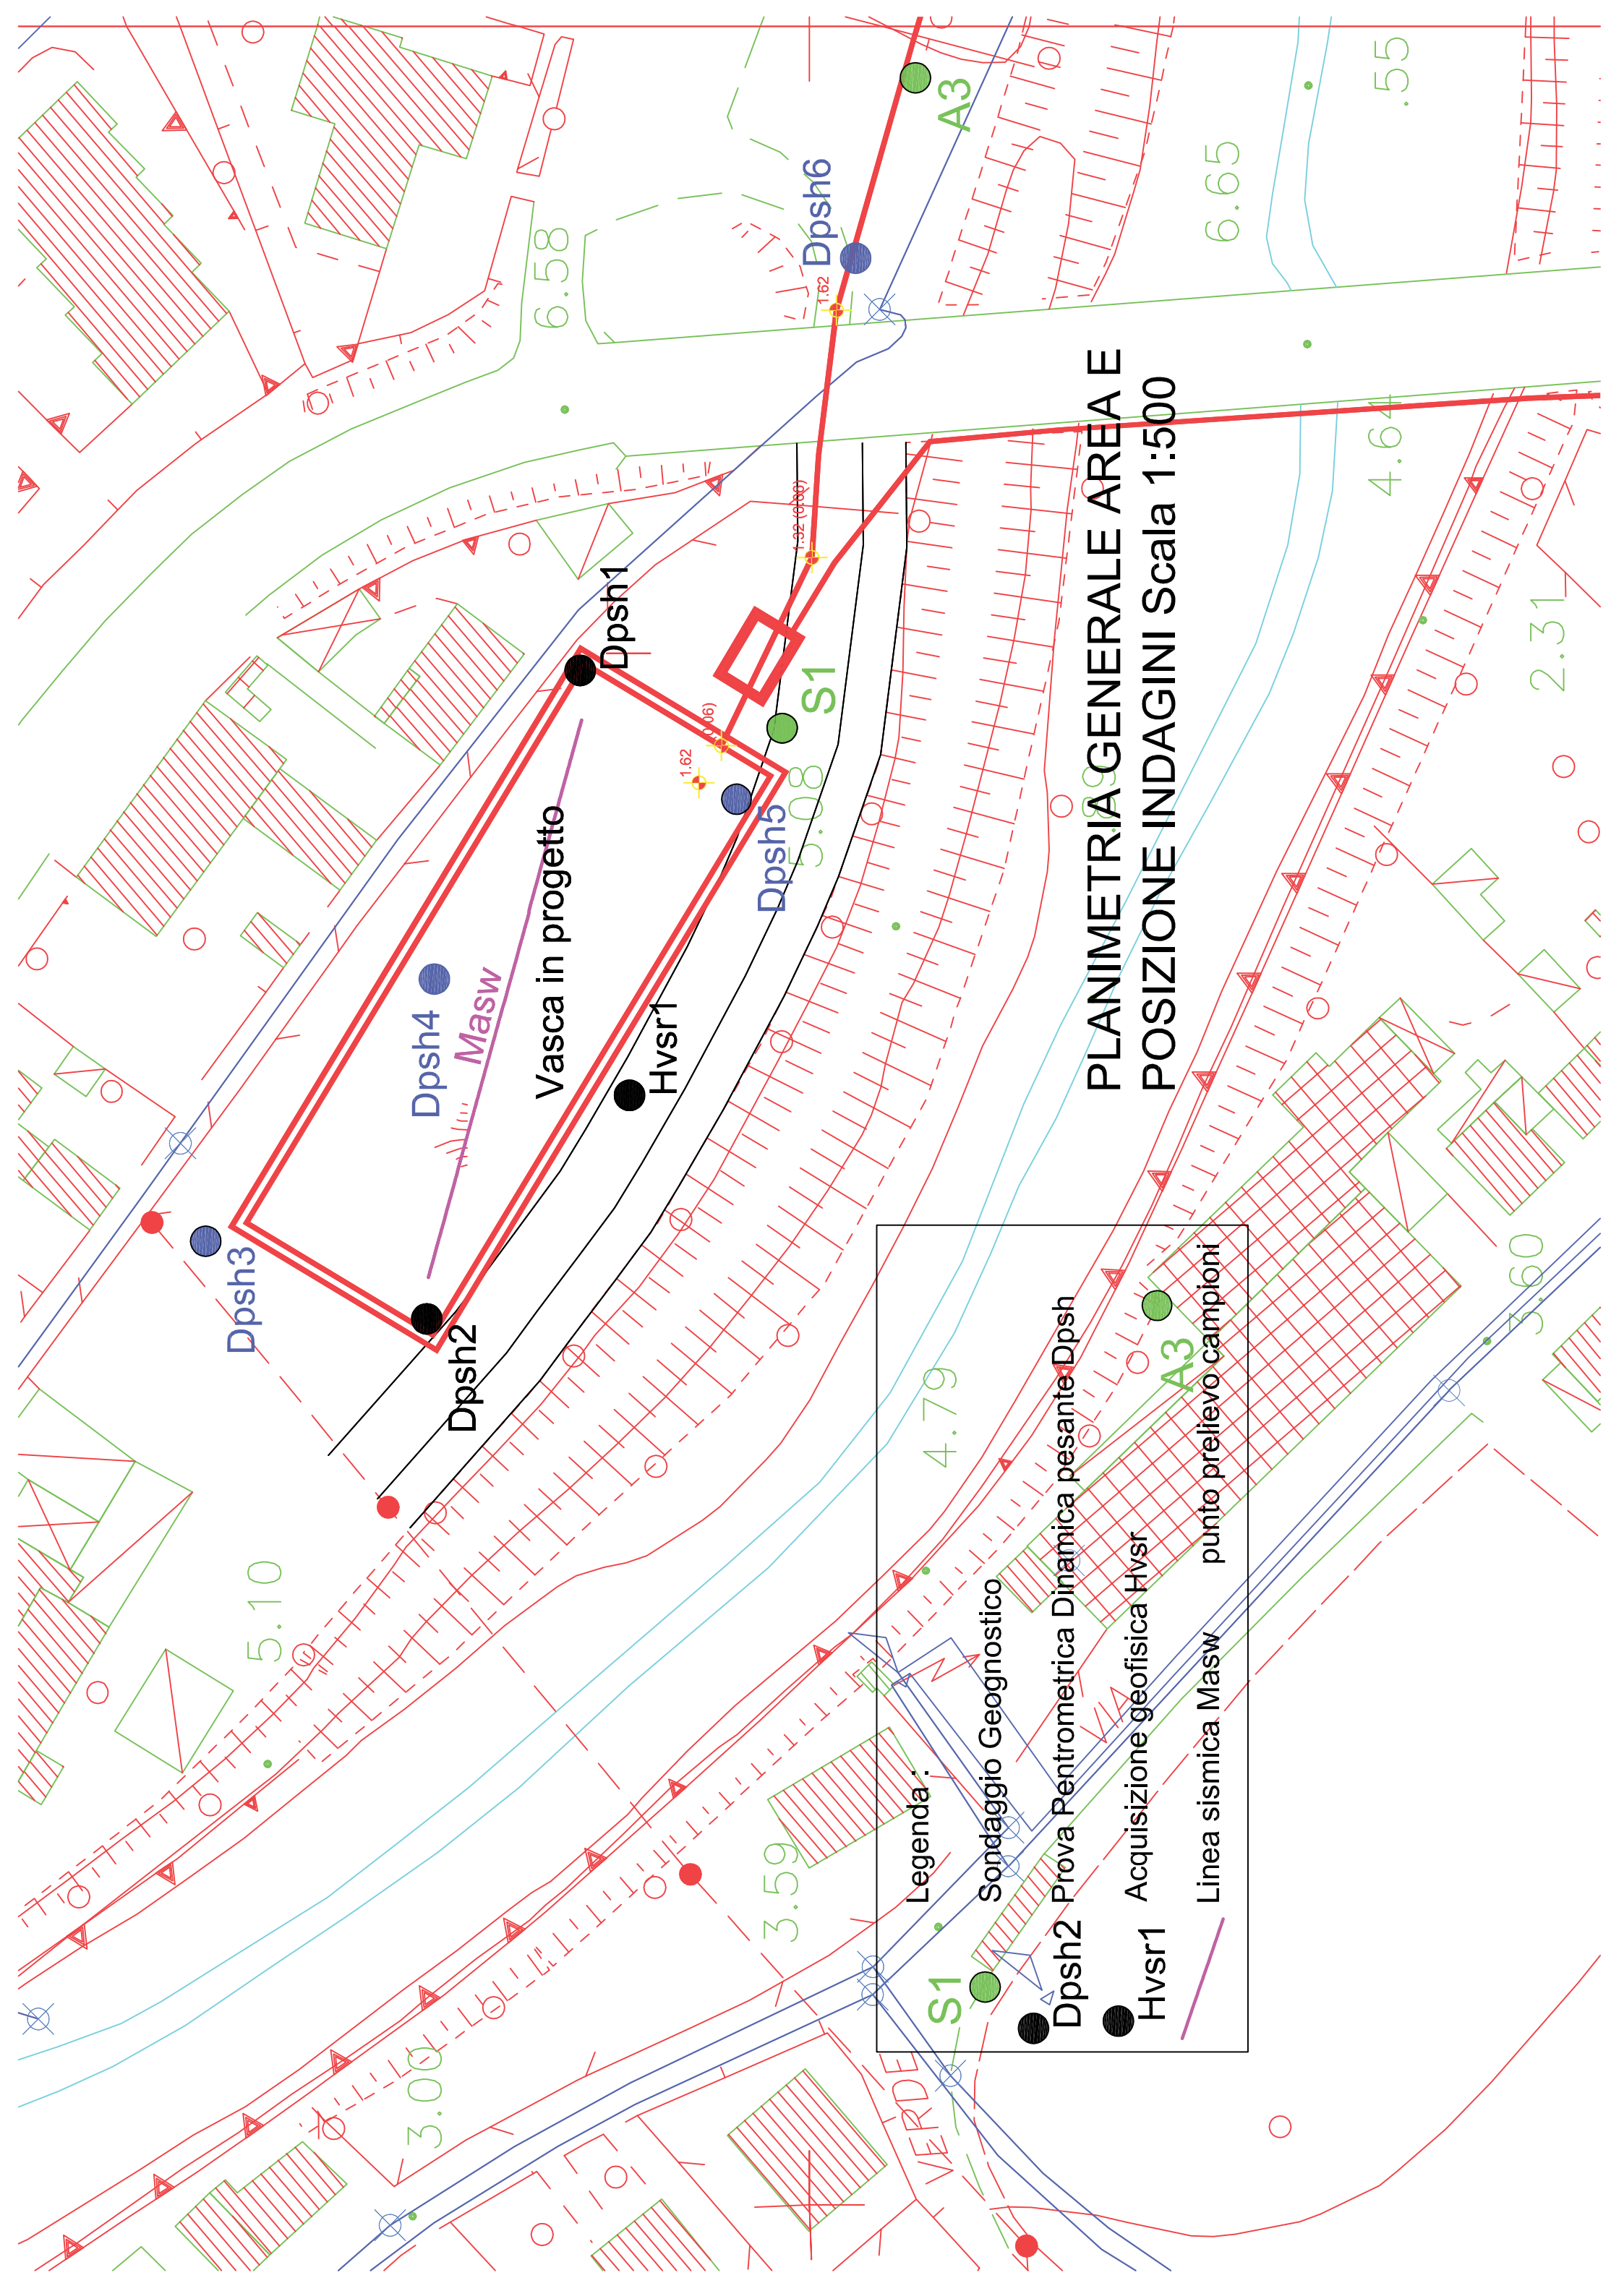 PLANIMETRIA GENERALE AREA E
POSIZIONE INDAGINI Scala 1:500
Dpsh3
Dpsh2
Dpsh4
Masw
Vasca in progetto
Hvsr1
Dpsh1
Dpsh5
S1
Dpsh6
A3
1.62
1.62
6.58
6.65
.55
4.64
2.31
5.08
5.10
4.79
3.59
3.00
3.60
VERDE
Legenda :
S1
Sondaggio Geognostico
Dpsh2
Prova Pentrometrica Dinamica pesante Dpsh
Hvsr1
Acquisizione geofisica Hvsr
Linea sismica Masw
A3
punto prelievo campioni